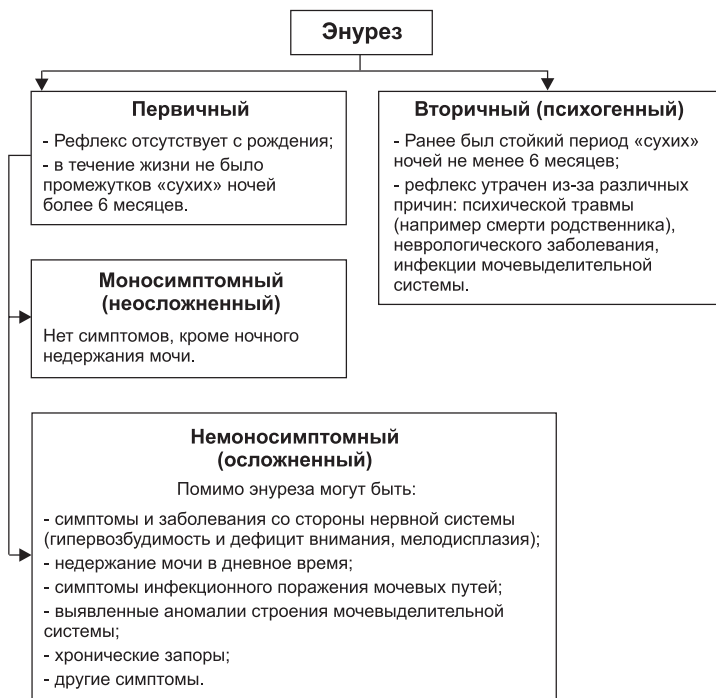 Энурез
Первичный
- Рефлекс отсутствует с рождения;
- в течение жизни не было
промежутков «сухих» ночей
более 6 месяцев.
Вторичный (психогенный)
- Ранее был стойкий период «сухих»
ночей не менее 6 месяцев;
- рефлекс утрачен из-за различных
причин: психической травмы
(например смерти родственника),
неврологического заболевания,
инфекции мочевыделительной
системы.
Моносимптомный
(неосложненный)
Нет симптомов, кроме ночного
недержания мочи.
Немоносимптомный
(осложненный)
Помимо энуреза могут быть:
- симптомы и заболевания со стороны нервной системы
(гипервозбудимость и дефицит внимания, мелодисплазия);
- недержание мочи в дневное время;
- симптомы инфекционного поражения мочевых путей;
- выявленные аномалии строения мочевыделительной
системы;
- хронические запоры;
- другие симптомы.